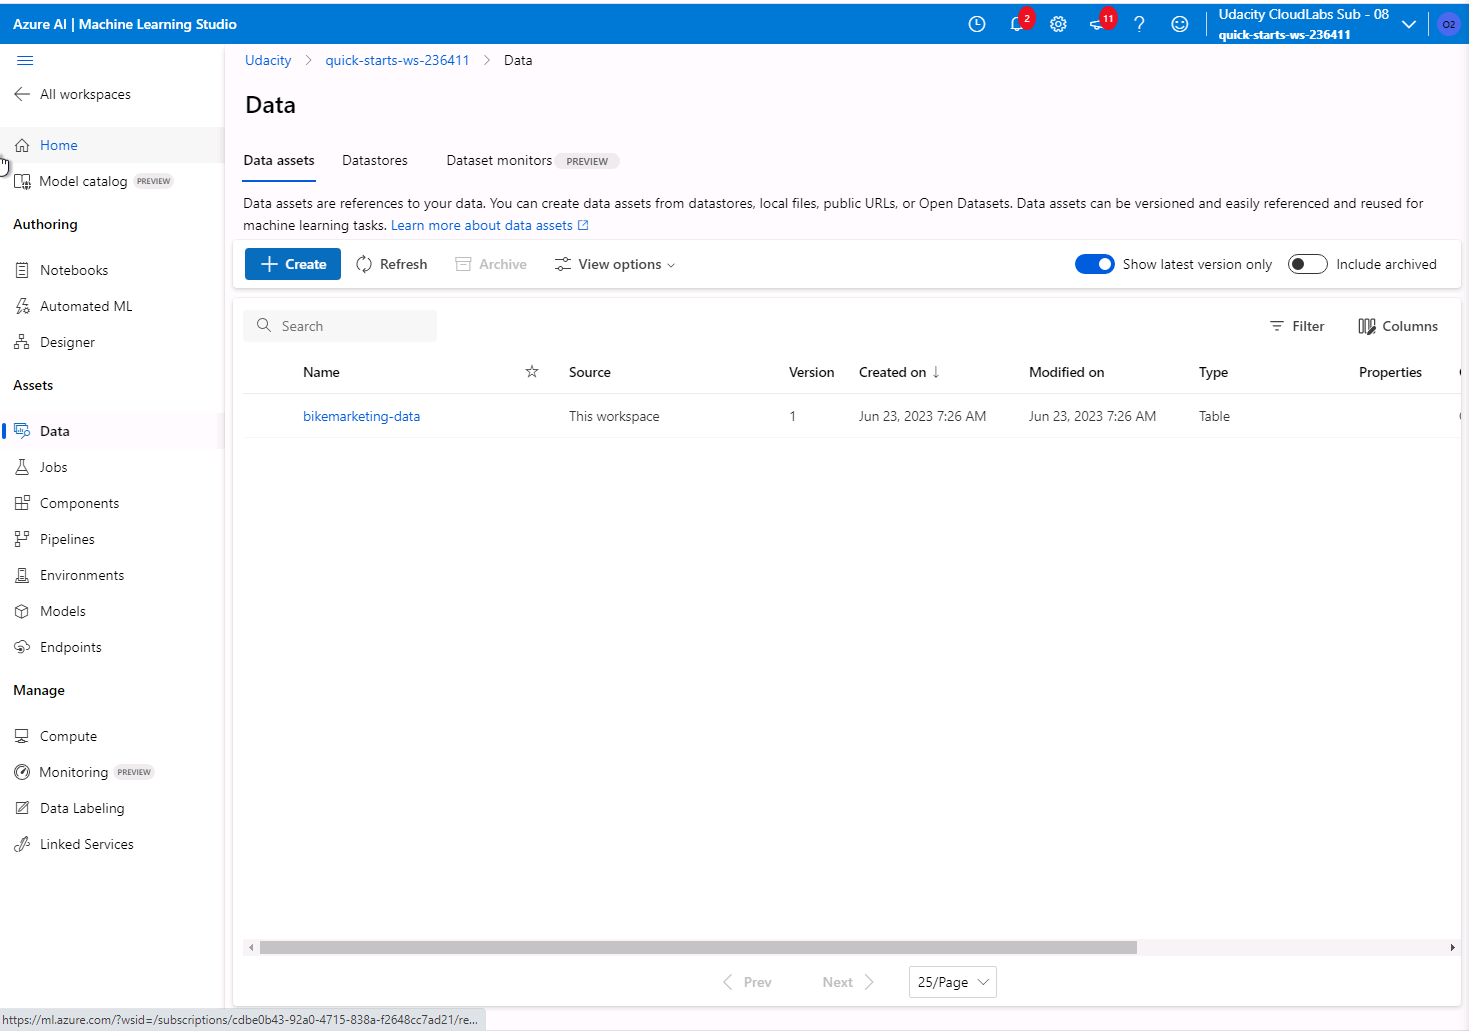 Azure AI | Machine Learning Studio
2
11
Udacity CloudLabs Sub - 08
quick-starts-ws-236411
O2
All workspaces
Home
Model catalog PREVIEW
Authoring
Notebooks
Automated ML
Designer
Assets
Data
Jobs
Components
Pipelines
Environments
Models
Endpoints
Manage
Compute
Monitoring PREVIEW
Data Labeling
Linked Services
Udacity > quick-starts-ws-236411 > Data
Data
Data assets Datastores Dataset monitors PREVIEW
Data assets are references to your data. You can create data assets from datastores, local files, public URLs, or Open Datasets. Data assets can be versioned and easily referenced and reused for
machine learning tasks. Learn more about data assets
Create Refresh Archive View options Show latest version only Include archived
Search Filter Columns
Name Source Version Created on ↓ Modified on Type Properties
bikemarketing-data This workspace 1 Jun 23, 2023 7:26 AM Jun 23, 2023 7:26 AM Table
Prev Next 25/Page
https://ml.azure.com/?wsid=/subscriptions/cdbe0b43-92a0-4715-838a-f2648cc7ad21/re...